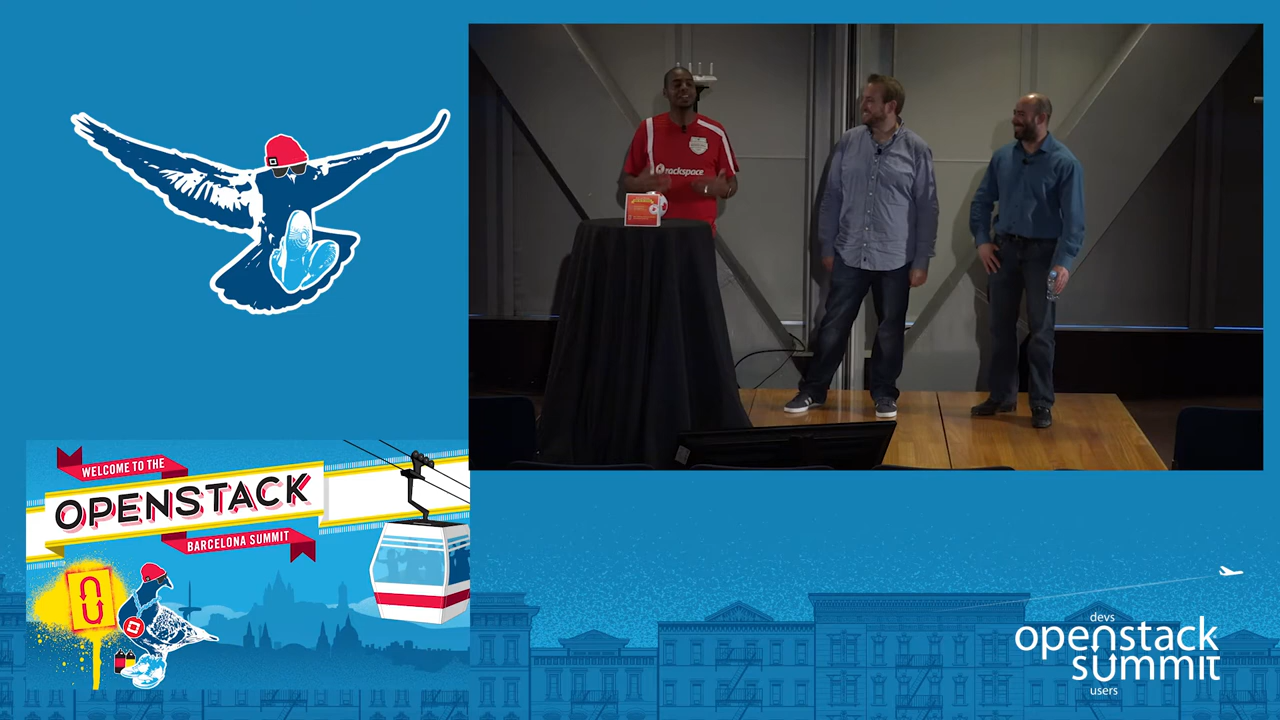 rackspace
WELCOME TO THE
OPENSTACK
BARCELONA SUMMIT
devs
openstack
summit
users